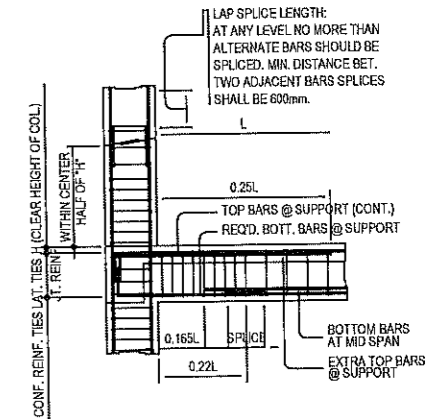 LAP SPLICE LENGTH:
AT ANY LEVEL NO MORE THAN
ALTERNATE BARS SHOULD BE
SPLICED. MIN. DISTANCE BET.
TWO ADJACENT BARS SPLICES
SHALL BE 600mm.
L
0.25L
TOP BARS @ SUPPORT (CONT.)
REQ'D. BOTT. BARS @ SUPPORT
CONF. REINF. TIES LAT. TIES H (CLEAR HEIGHT OF COL.)
WITHIN CENTER
HALF OF "H"
JT. REINF
0.165L
SPLICE
0.22L
BOTTOM BARS
AT MID SPAN
EXTRA TOP BARS
@ SUPPORT